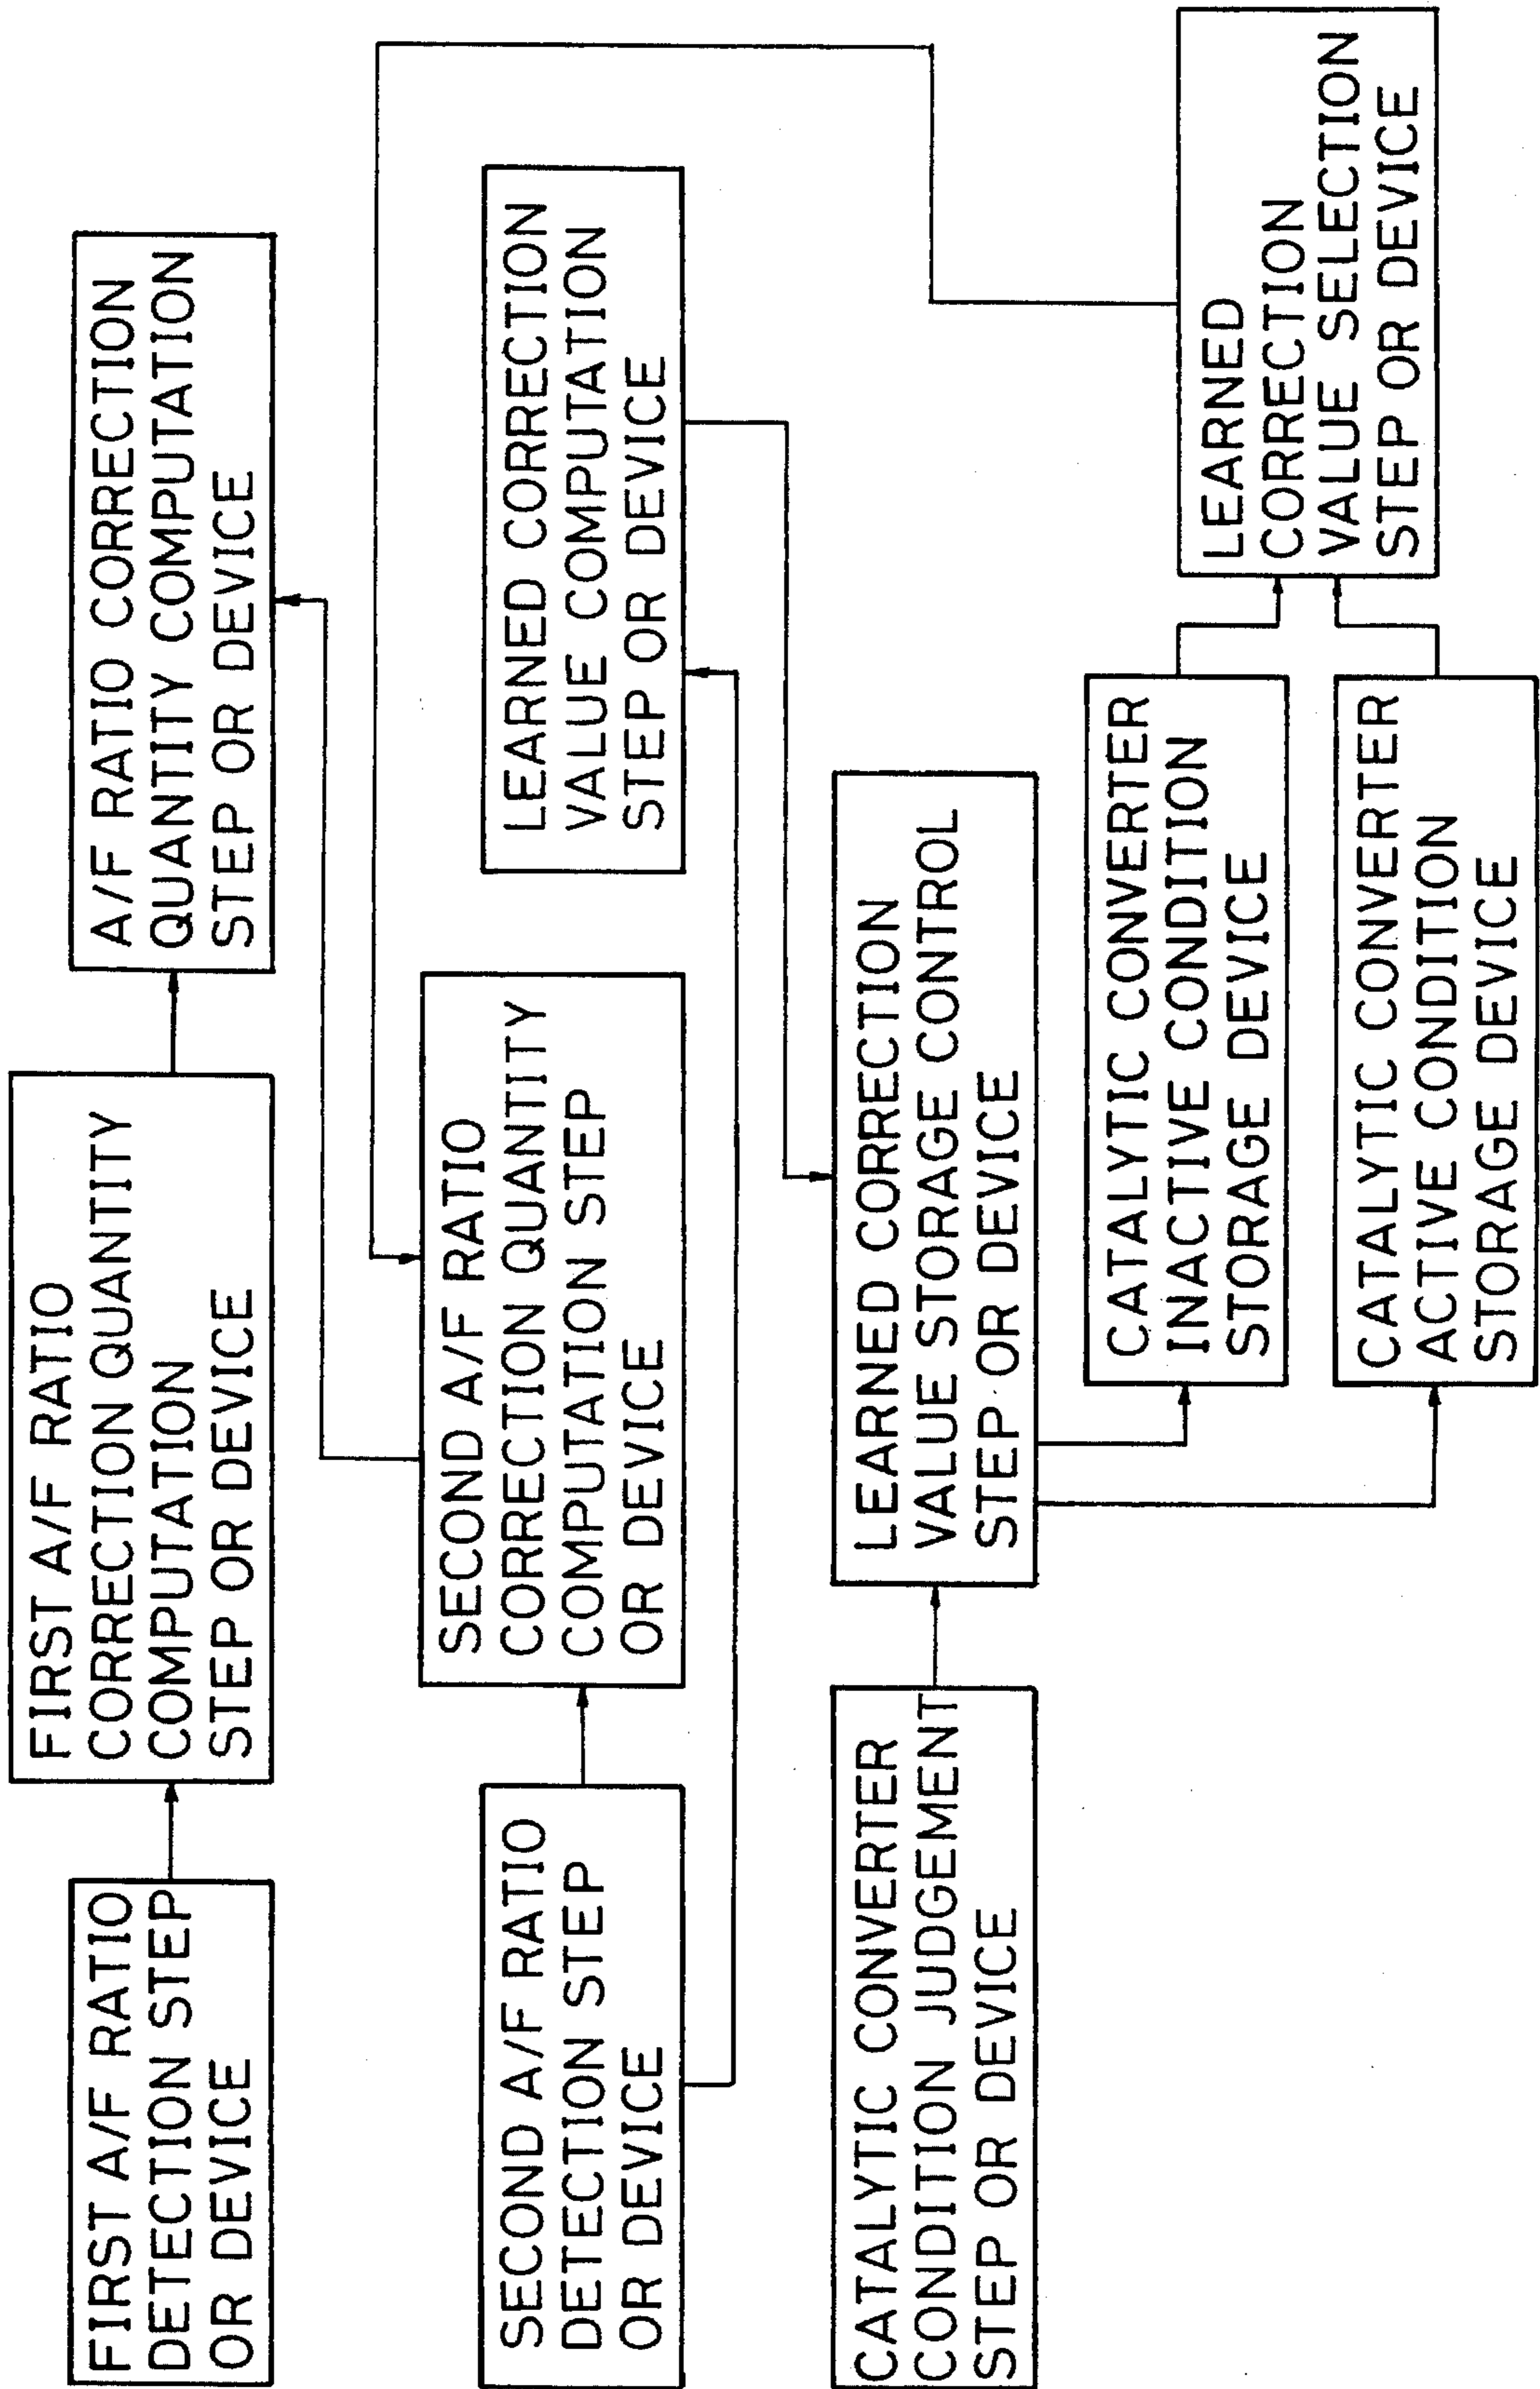 FIRST A/F RATIO
DETECTION STEP
OR DEVICE
FIRST A/F RATIO
CORRECTION QUANTITY
COMPUTATION
STEP OR DEVICE
A/F RATIO CORRECTION
QUANTITY COMPUTATION
STEP OR DEVICE
SECOND A/F RATIO
DETECTION STEP
OR DEVICE
SECOND A/F RATIO
CORRECTION QUANTITY
COMPUTATION STEP
OR DEVICE
LEARNED CORRECTION
VALUE COMPUTATION
STEP OR DEVICE
CATALYTIC CONVERTER
CONDITION JUDGEMENT
STEP OR DEVICE
LEARNED CORRECTION
VALUE STORAGE CONTROL
STEP OR DEVICE
CATALYTIC CONVERTER
INACTIVE CONDITION
STORAGE DEVICE
CATALYTIC CONVERTER
ACTIVE CONDITION
STORAGE DEVICE
LEARNED
CORRECTION
VALUE SELECTION
STEP OR DEVICE